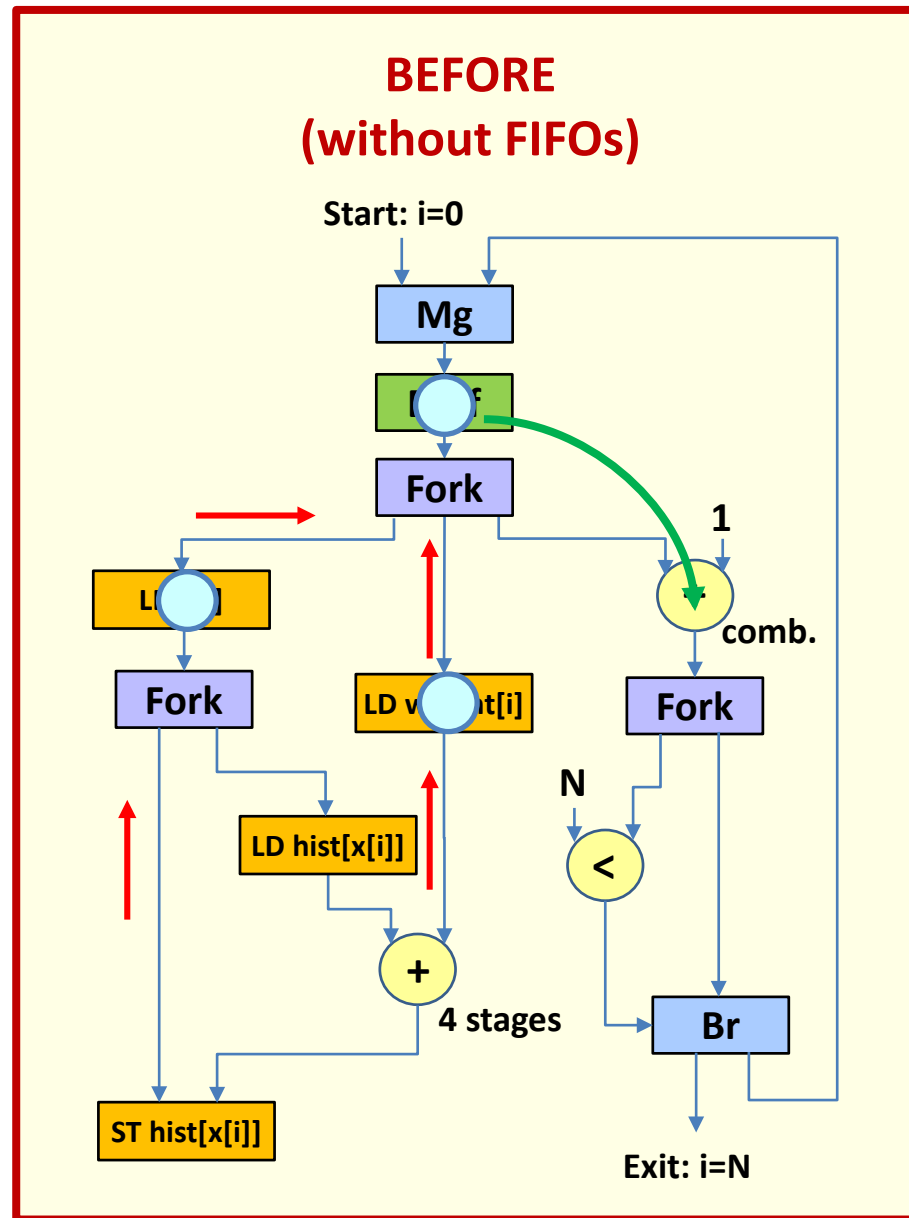 BEFORE
(without FIFOs)
Start: i=0
Mg
Fork
1
comb.
Fork
LD w
t[i]
Fork
N
LD hist[x[i]]
<
+
4 stages
Br
ST hist[x[i]]
Exit: i=N